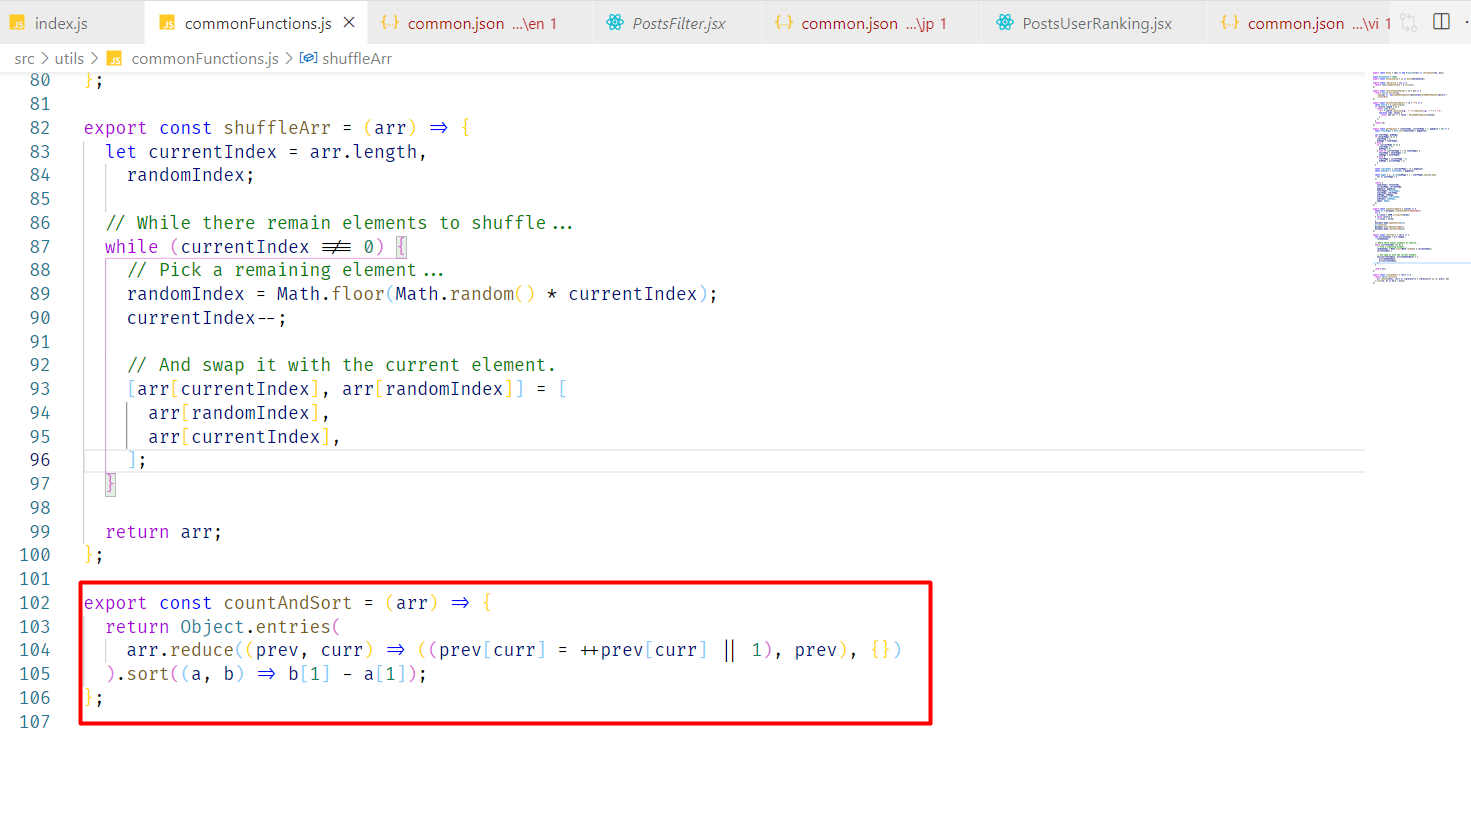 JS index.js JS commonFunctions.js × {..} common.json ...\en 1 PostsFilter.jsx {..} common.json ...\jp 1 PostsUserRanking.jsx {..} common.json ...\vi 1
src > utils > JS commonFunctions.js > shuffleArr
80 };
81
82 export const shuffleArr = (arr) => {
83 let currentIndex = arr.length,
84 randomIndex;
85
86 // While there remain elements to shuffle...
87 while (currentIndex !== 0) {
88 // Pick a remaining element...
89 randomIndex = Math.floor(Math.random() * currentIndex);
90 currentIndex--;
91
92 // And swap it with the current element.
93 [arr[currentIndex], arr[randomIndex]] = [
94 arr[randomIndex],
95 arr[currentIndex],
96 ];
97 }
98
99 return arr;
100 };
101
102 export const countAndSort = (arr) => {
103 return Object.entries(
104 arr.reduce((prev, curr) => ((prev[curr] = ++prev[curr] || 1), prev), {})
105 ).sort((a, b) => b[1] - a[1]);
106 };
107